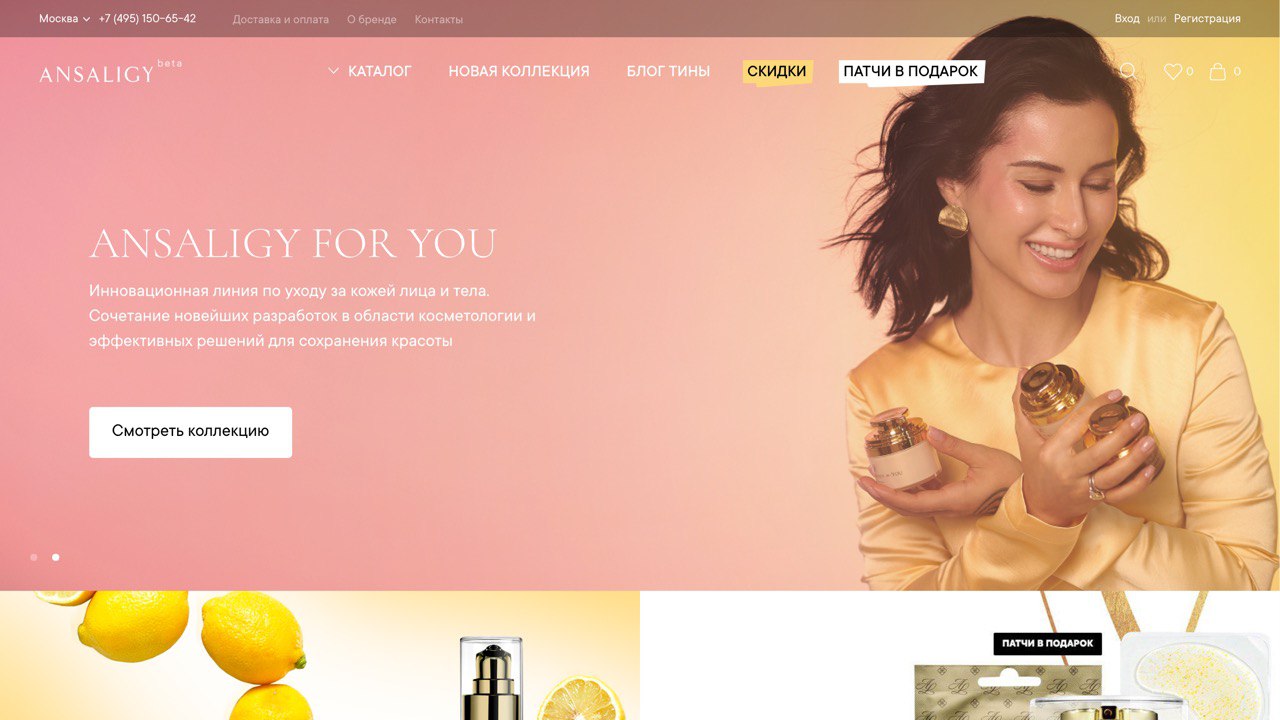 Москва +7 (495) 150-65-42 Доставка и оплата О бренде Контакты Вход или Регистрация
ANSALIGY beta КАТАЛОГ НОВАЯ КОЛЛЕКЦИЯ БЛОГ ТИНЫ СКИДКИ ПАТЧИ В ПОДАРОК 0 0
ANSALIGY FOR YOU
Инновационная линия по уходу за кожей лица и тела.
Сочетание новейших разработок в области косметологии и
эффективных решений для сохранения красоты
Смотреть коллекцию
ПАТЧИ В ПОДАРОК